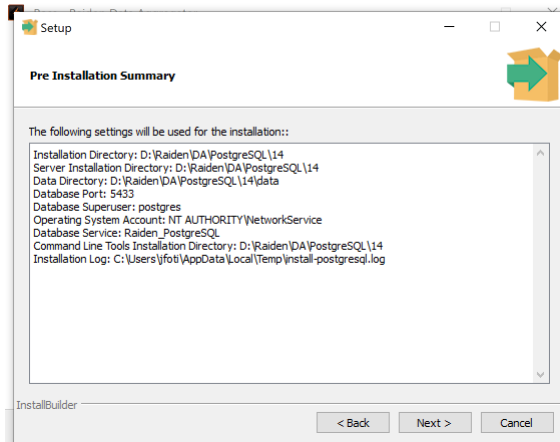 Setup
Pre Installation Summary
The following settings will be used for the installation::
Installation Directory: D:\Raiden\DA\PostgreSQL\14
Server Installation Directory: D:\Raiden\DA\PostgreSQL\14
Data Directory: D:\Raiden\DA\PostgreSQL\14\data
Database Port: 5433
Database Superuser: postgres
Operating System Account: NT AUTHORITY\NetworkService
Database Service: Raiden_PostgreSQL
Command Line Tools Installation Directory: D:\Raiden\DA\PostgreSQL\14
Installation Log: C:\Users\jfoti\AppData\Local\Temp\install-postgresql.log
InstallBuilder
< Back Next > Cancel